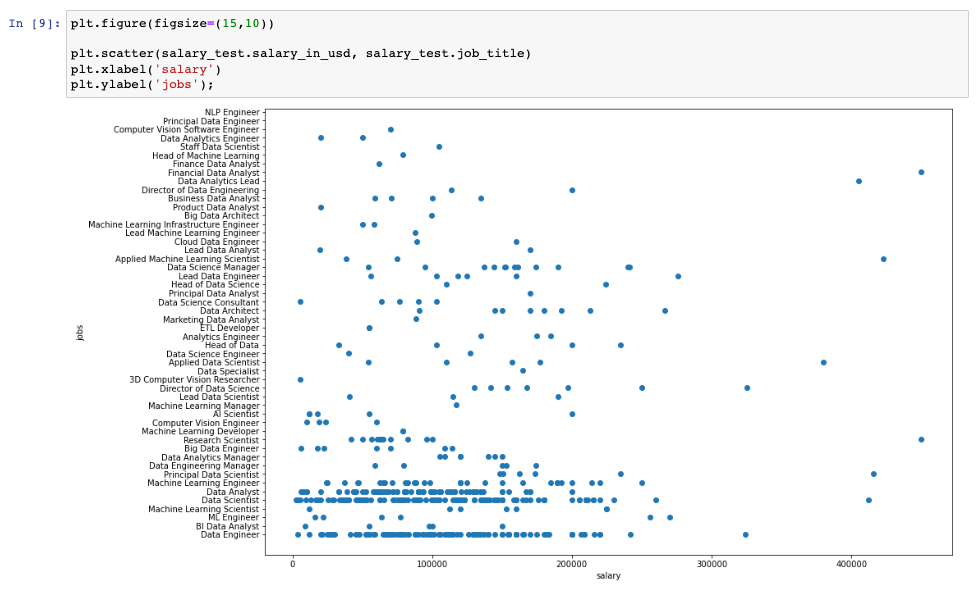 In [9]: plt.figure(figsize=(15,10))
plt.scatter(salary_test.salary_in_usd, salary_test.job_title)
plt.xlabel('salary')
plt.ylabel('jobs');
NLP Engineer
Principal Data Engineer
Computer Vision Software Engineer
Data Analytics Engineer
Staff Data Scientist
Head of Machine Learning
Finance Data Analyst
Financial Data Analyst
Data Analytics Lead
Director of Data Engineering
Business Data Analyst
Product Data Analyst
Big Data Architect
Machine Learning Infrastructure Engineer
Lead Machine Learning Engineer
Cloud Data Engineer
Lead Data Analyst
Applied Machine Learning Scientist
Data Science Manager
Lead Data Engineer
Head of Data Science
Principal Data Analyst
Data Science Consultant
Data Architect
Marketing Data Analyst
ETL Developer
Analytics Engineer
Head of Data
Data Science Engineer
Applied Data Scientist
Data Specialist
3D Computer Vision Researcher
Director of Data Science
Lead Data Scientist
Machine Learning Manager
AI Scientist
Computer Vision Engineer
Machine Learning Developer
Research Scientist
Big Data Engineer
Data Analytics Manager
Data Engineering Manager
Principal Data Scientist
Machine Learning Engineer
Data Analyst
Data Scientist
Machine Learning Scientist
ML Engineer
BI Data Analyst
Data Engineer
jobs
0 100000 200000 300000 400000
salary